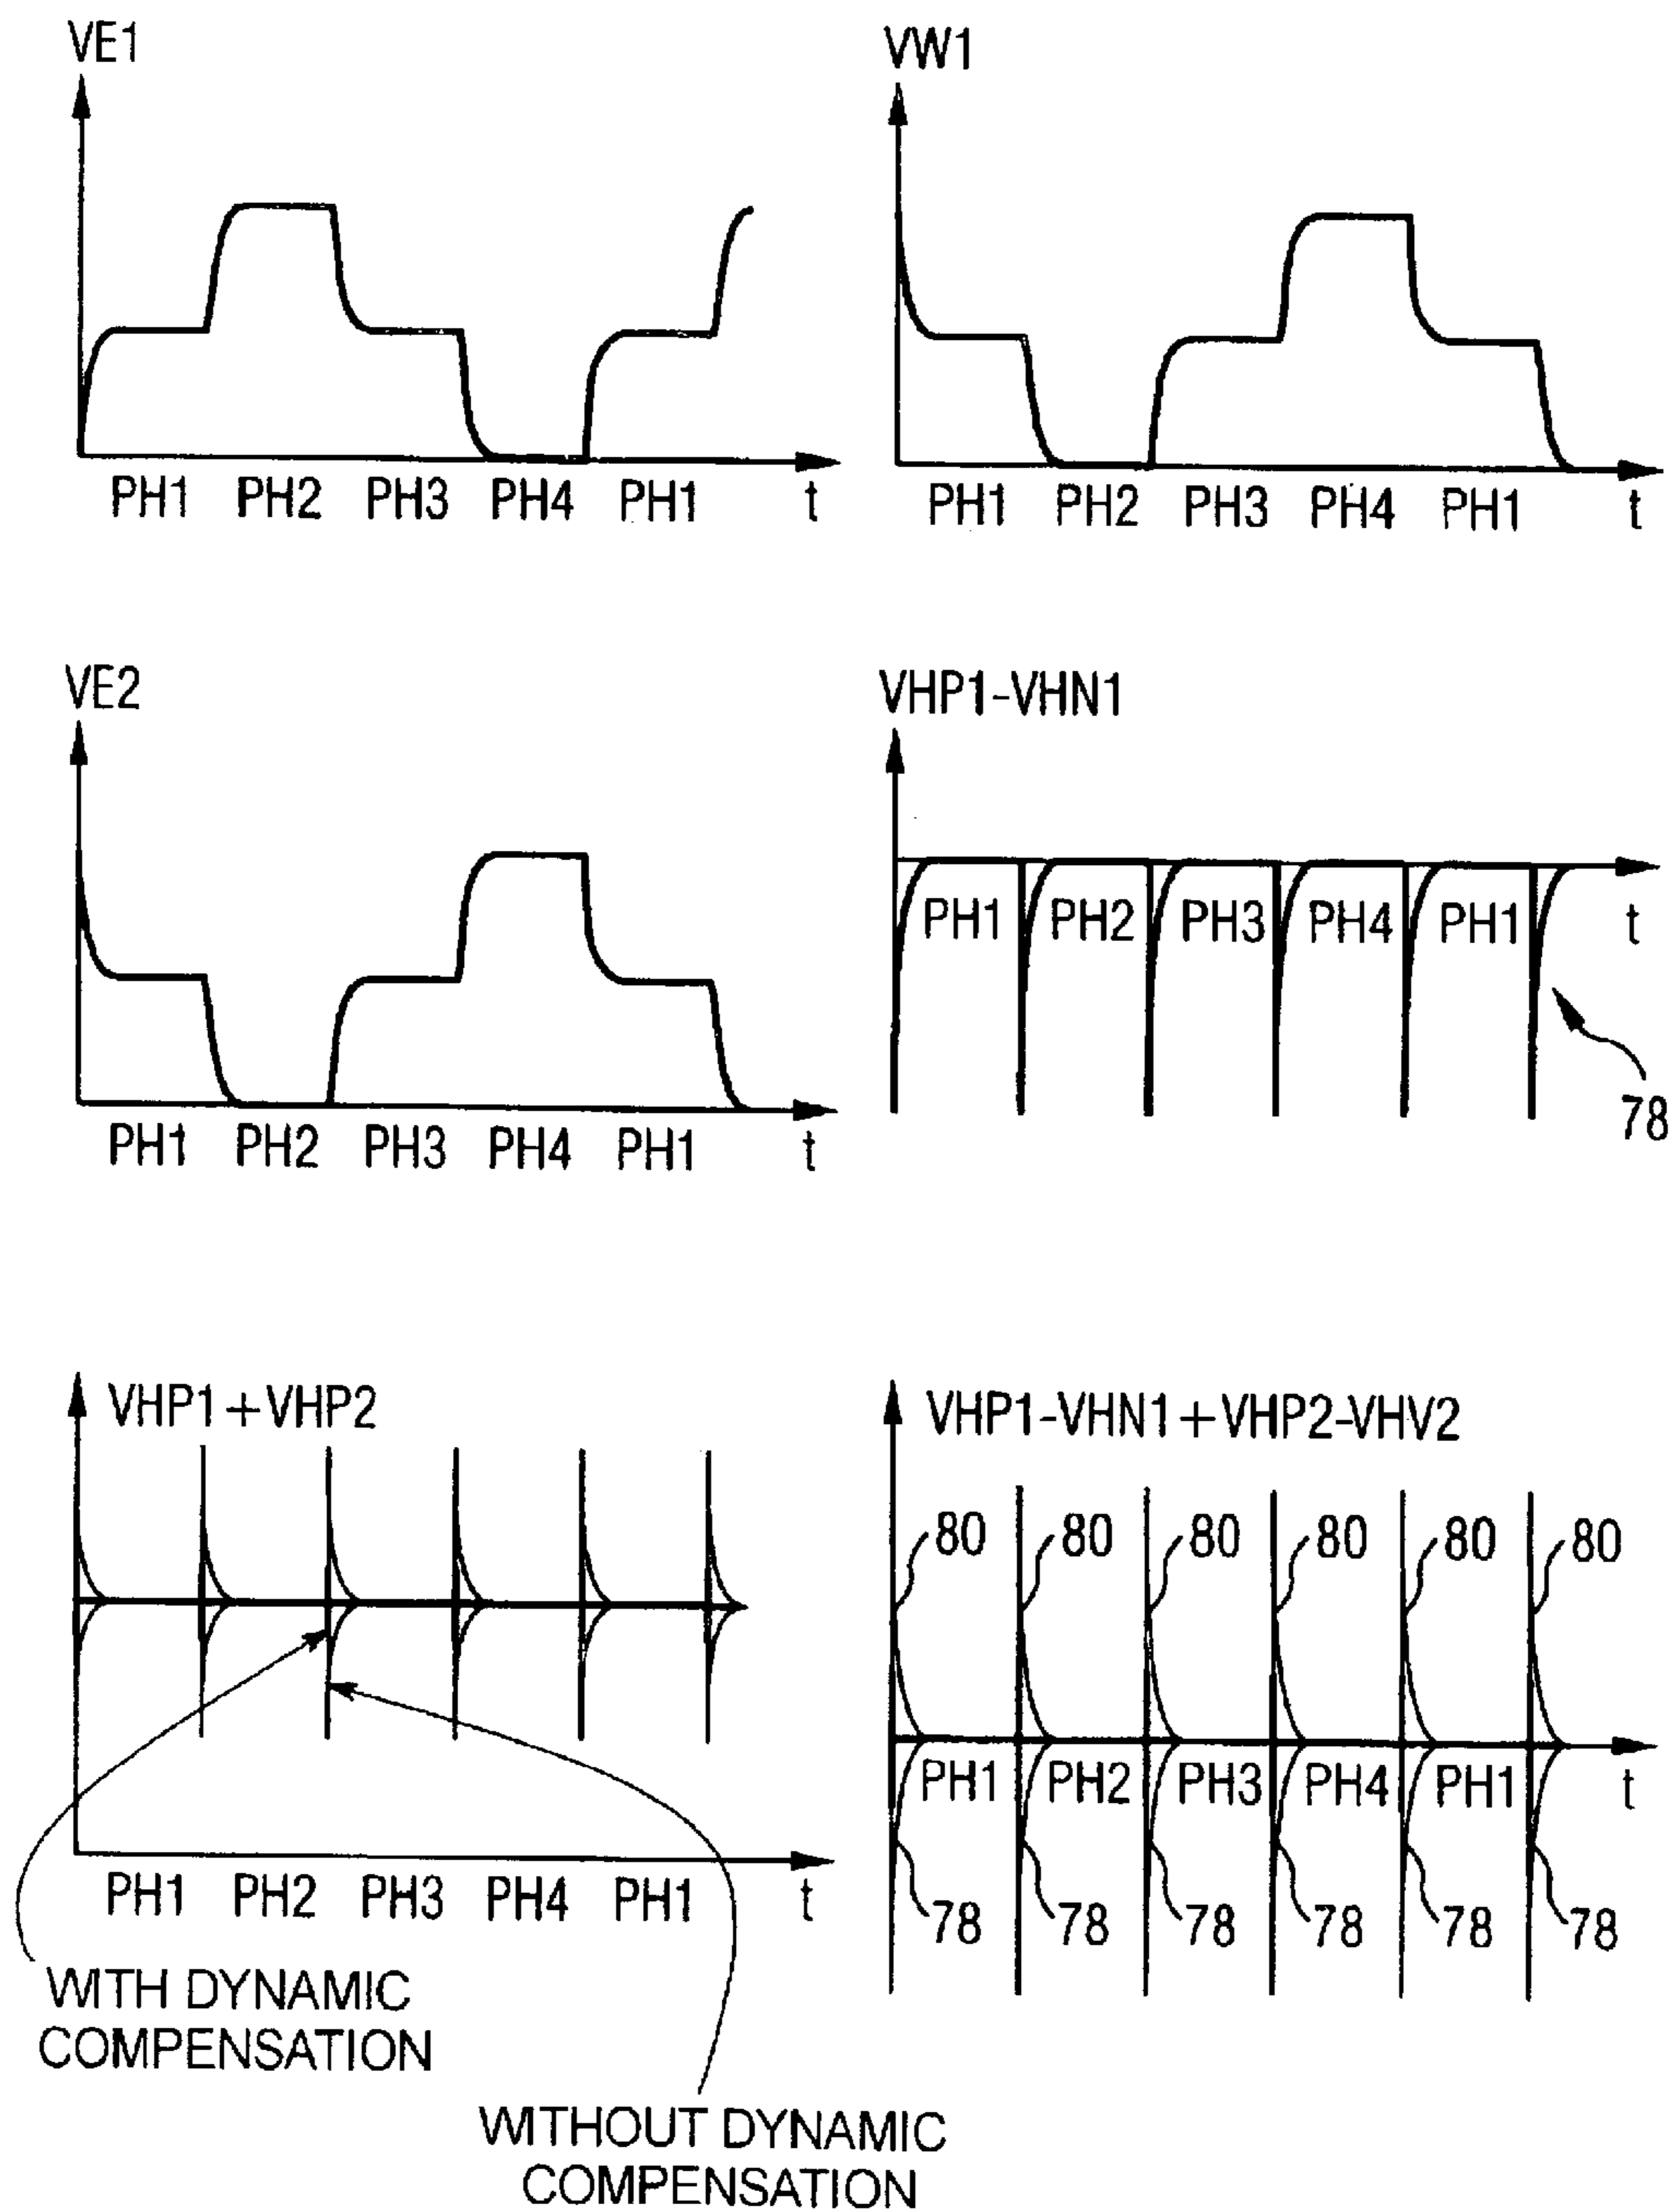 VE1
PH1 PH2 PH3 PH4 PH1 t
VW1
PH1 PH2 PH3 PH4 PH1 t
VE2
PH1 PH2 PH3 PH4 PH1 t
VHP1-VHN1
PH1 PH2 PH3 PH4 PH1 t
78
VHP1+VHP2
PH1 PH2 PH3 PH4 PH1 t
WITH DYNAMIC
COMPENSATION
WITHOUT DYNAMIC
COMPENSATION
VHP1-VHN1+VHP2-VHV2
80 80 80 80 80 80
PH1 PH2 PH3 PH4 PH1 t
78 78 78 78 78 78